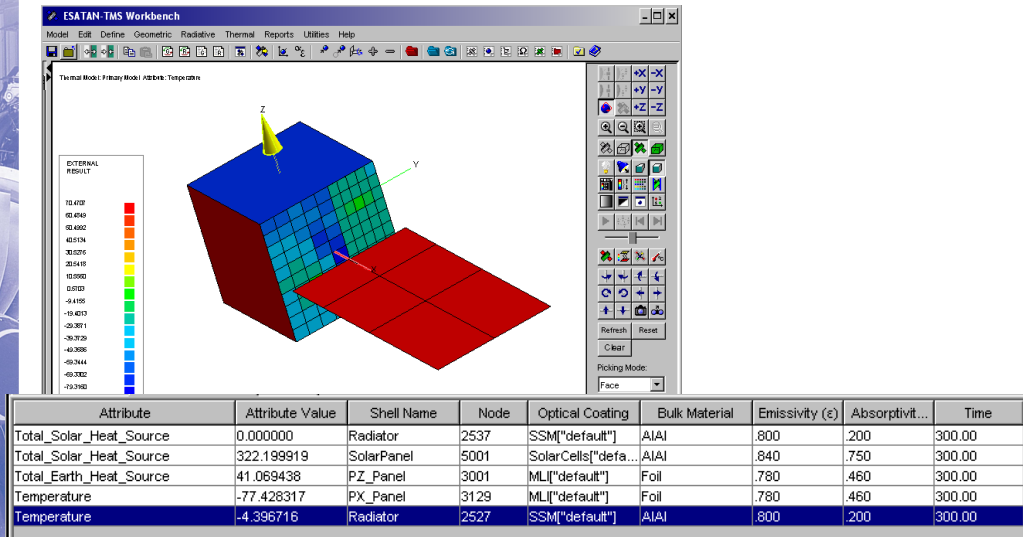 ESATAN-TMS Workbench
Model Edit Define Geometric Radiative Thermal Reports Utilities Help
Thermal Model: Primary Model Attribute: Temperature
+X -X
+Y -Y
+Z -Z
Z
Y
EXTERNAL
RESULT
70.4707
60.4849
50.4992
40.5134
30.5276
20.5418
10.5560
0.5703
-9.4155
-19.4013
-29.3871
-39.3729
-49.3586
-59.3444
-69.3302
-79.3160
Refresh Reset
Clear
Picking Mode:
Face
Attribute Attribute Value Shell Name Node Optical Coating Bulk Material Emissivity (ε) Absorptivit... Time
Total_Solar_Heat_Source 0.000000 Radiator 2537 SSM["default"] AlAl .800 .200 300.00
Total_Solar_Heat_Source 322.199919 SolarPanel 5001 SolarCells["defa... AlAl .840 .750 300.00
Total_Earth_Heat_Source 41.069438 PZ_Panel 3001 MLI["default"] Foil .780 .460 300.00
Temperature -77.428317 PX_Panel 3129 MLI["default"] Foil .780 .460 300.00
Temperature -4.396716 Radiator 2527 SSM["default"] AlAl .800 .200 300.00